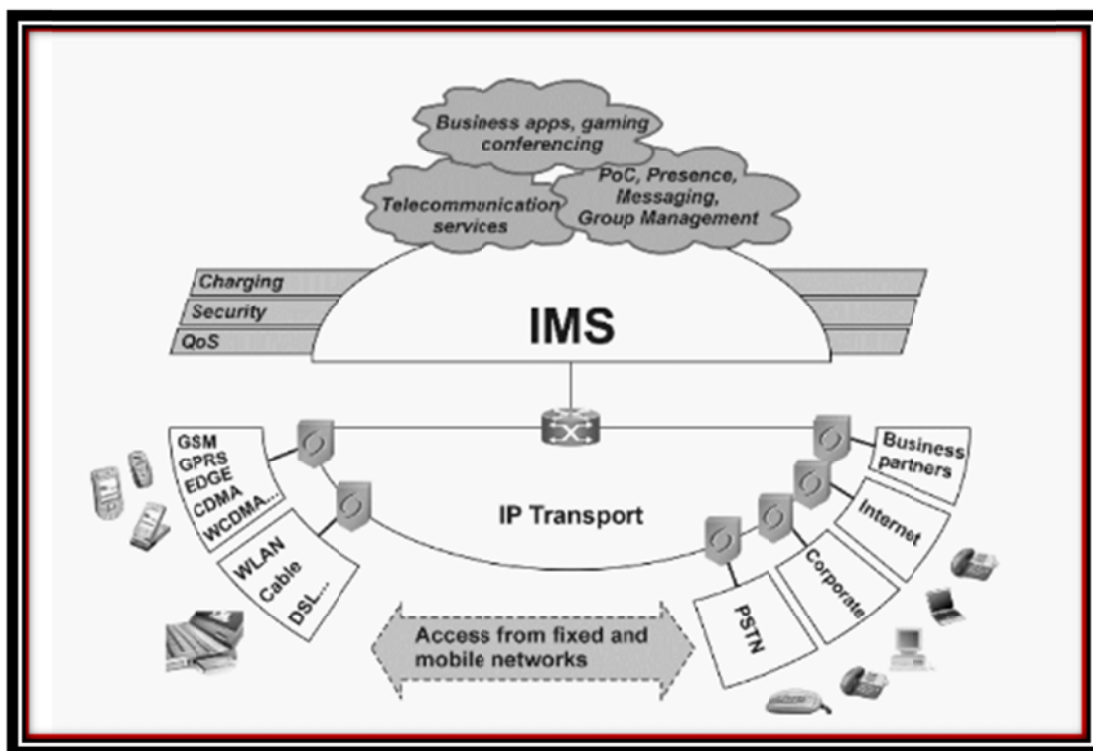 Business apps, gaming
conferencing
Telecommunication
services
PoC, Presence,
Messaging,
Group Management
Charging
Security
QoS
IMS
GSM
GPRS
EDGE
CDMA
WCDMA...
WLAN
Cable
DSL...
IP Transport
Business
partners
Internet
Corporate
PSTN
Access from fixed and
mobile networks